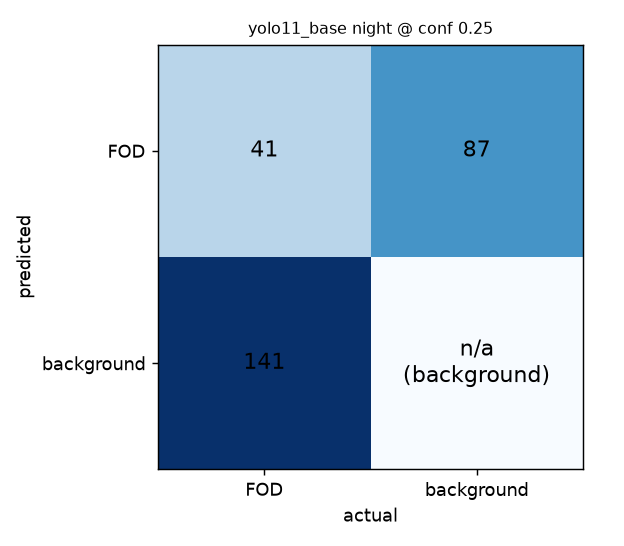 yolo11_base night @ conf 0.25
FOD
41
87
predicted
background
141
n/a
(background)
FOD
background
actual